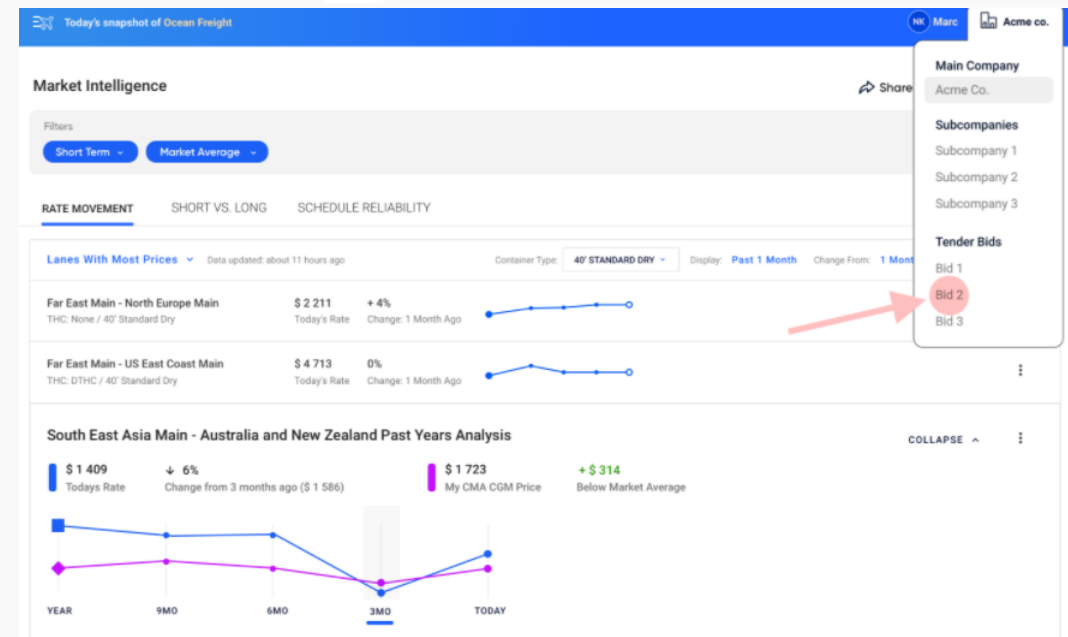 Today's snapshot of Ocean Freight
NK Marc
Acme co.
Market Intelligence
Share
Main Company
Acme Co.
Subcompanies
Subcompany 1
Subcompany 2
Subcompany 3
Tender Bids
Bid 1
Bid 2
Bid 3
Filters
Short Term
Market Average
RATE MOVEMENT SHORT VS. LONG SCHEDULE RELIABILITY
Lanes With Most Prices Data updated: about 11 hours ago Container Type: 40' STANDARD DRY Display: Past 1 Month Change From: 1 Mont
Far East Main - North Europe Main $ 2 211 + 4%
THC: None / 40' Standard Dry Today's Rate Change: 1 Month Ago
Far East Main - US East Coast Main $ 4 713 0%
THC: DTHC / 40' Standard Dry Today's Rate Change: 1 Month Ago
South East Asia Main - Australia and New Zealand Past Years Analysis COLLAPSE
$ 1 409 6% $ 1 723 + $ 314
Todays Rate Change from 3 months ago ($ 1 586) My CMA CGM Price Below Market Average
YEAR 9MO 6MO 3MO TODAY